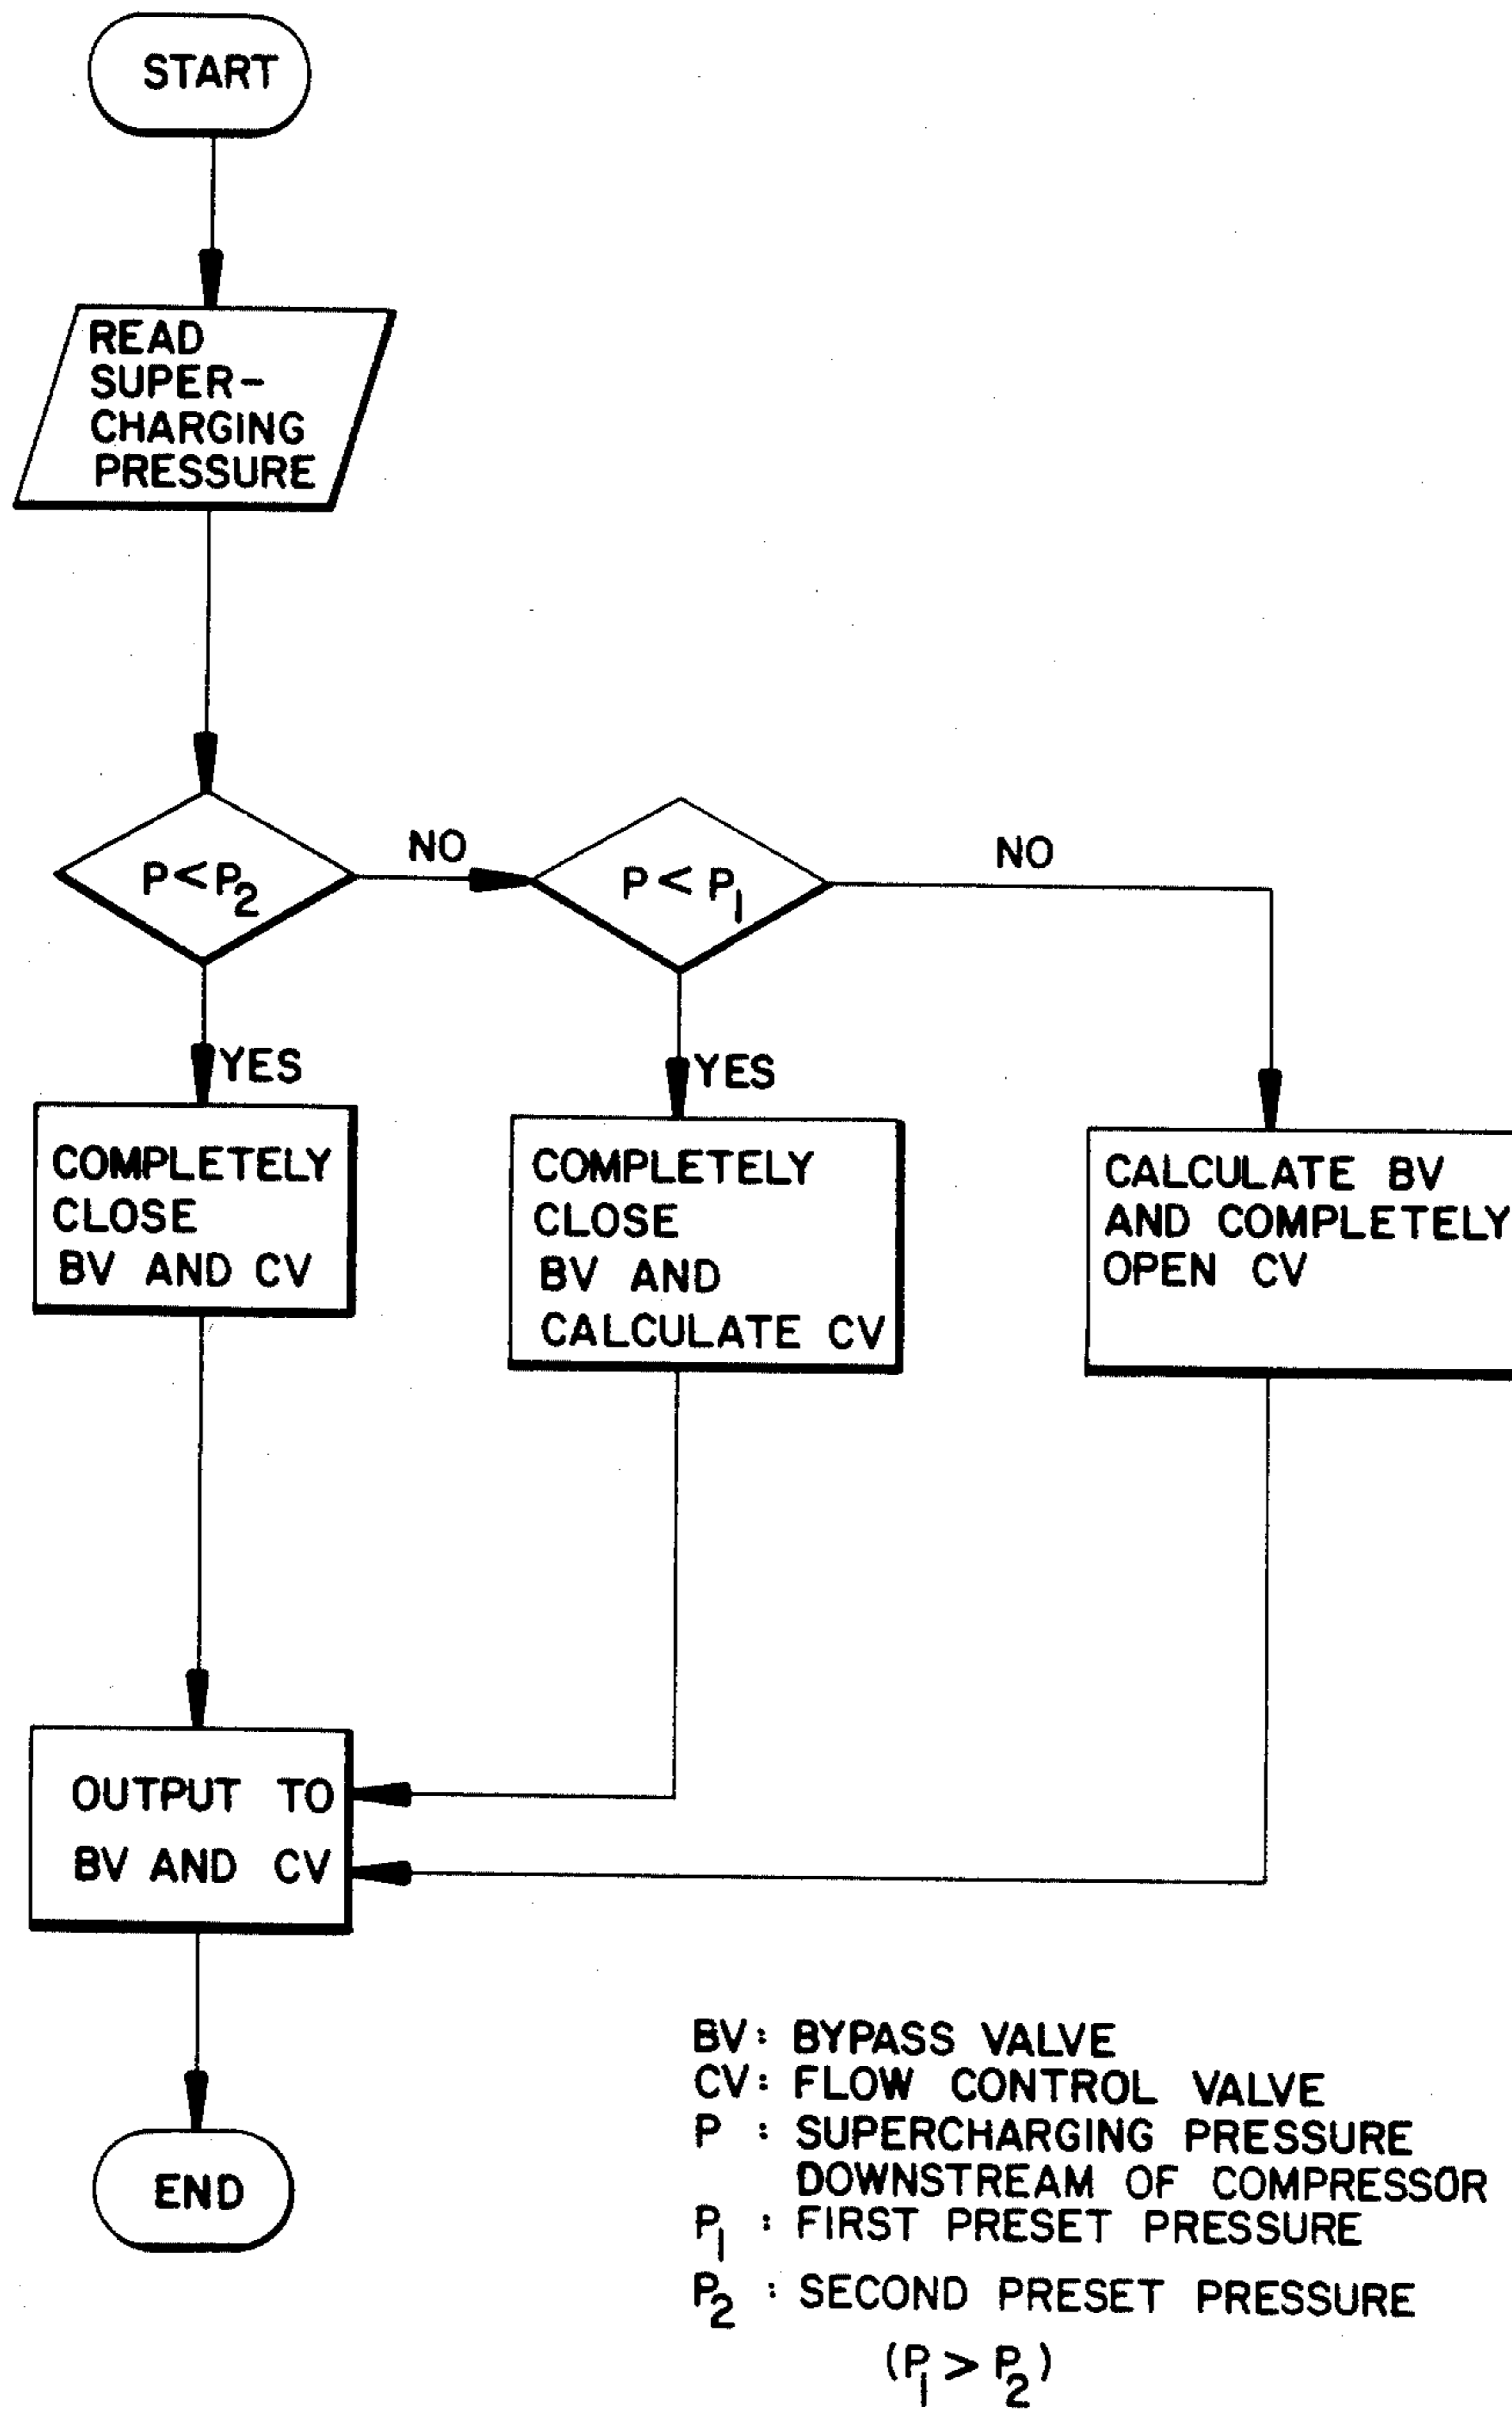 START
READ
SUPER-
CHARGING
PRESSURE
P<P2
NO
P<P1
NO
YES
YES
COMPLETELY
CLOSE
BV AND CV
COMPLETELY
CLOSE
BV AND
CALCULATE CV
CALCULATE BV
AND COMPLETELY
OPEN CV
OUTPUT TO
BV AND CV
END
BV: BYPASS VALVE
CV: FLOW CONTROL VALVE
P : SUPERCHARGING PRESSURE
DOWNSTREAM OF COMPRESSOR
P1 : FIRST PRESET PRESSURE
P2 : SECOND PRESET PRESSURE
(P1 > P2)